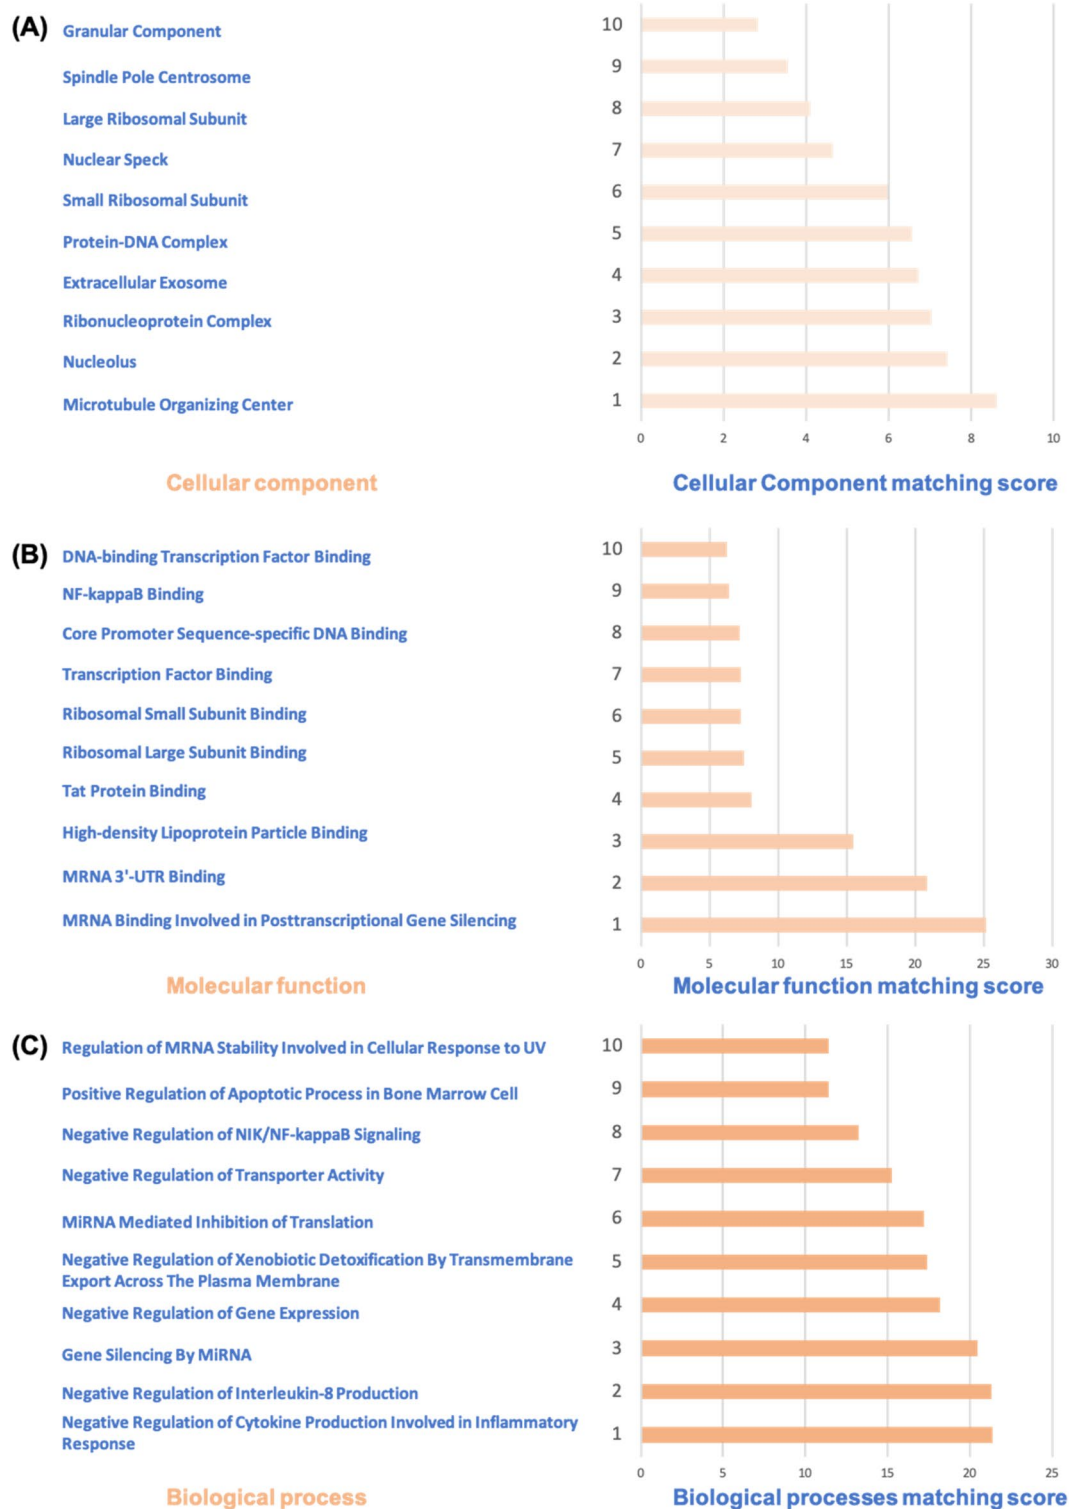 (A)
Granular Component
10
Spindle Pole Centrosome
9
Large Ribosomal Subunit
8
Nuclear Speck
7
Small Ribosomal Subunit
6
Protein-DNA Complex
5
Extracellular Exosome
4
Ribonucleoprotein Complex
3
Nucleolus
2
Microtubule Organizing Center
1
0 2 4 6 8 10
Cellular component
Cellular Component matching score
(B)
DNA-binding Transcription Factor Binding
10
NF-kappaB Binding
9
Core Promoter Sequence-specific DNA Binding
8
Transcription Factor Binding
7
Ribosomal Small Subunit Binding
6
Ribosomal Large Subunit Binding
5
Tat Protein Binding
4
High-density Lipoprotein Particle Binding
3
MRNA 3'-UTR Binding
2
MRNA Binding Involved in Posttranscriptional Gene Silencing
1
0 5 10 15 20 25 30
Molecular function
Molecular function matching score
(C)
Regulation of MRNA Stability Involved in Cellular Response to UV
10
Positive Regulation of Apoptotic Process in Bone Marrow Cell
9
Negative Regulation of NIK/NF-kappaB Signaling
8
Negative Regulation of Transporter Activity
7
MiRNA Mediated Inhibition of Translation
6
Negative Regulation of Xenobiotic Detoxification By Transmembrane
Export Across The Plasma Membrane
5
Negative Regulation of Gene Expression
4
Gene Silencing By MiRNA
3
Negative Regulation of Interleukin-8 Production
2
Negative Regulation of Cytokine Production Involved in Inflammatory
Response
1
0 5 10 15 20 25
Biological process
Biological processes matching score